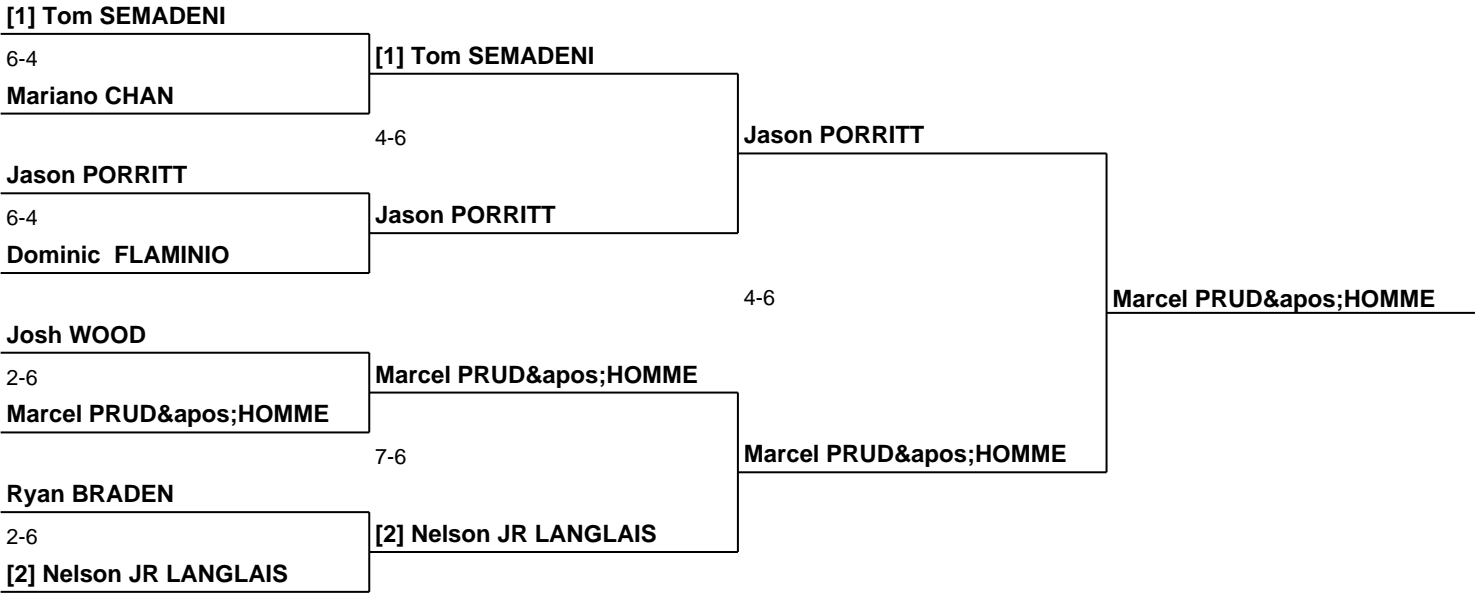 [1] Tom SEMADENI
6-4
[1] Tom SEMADENI
Mariano CHAN
4-6
Jason PORRITT
Jason PORRITT
6-4
Jason PORRITT
Dominic  FLAMINIO
4-6
Marcel PRUD&apos;HOMME
Josh WOOD
2-6
Marcel PRUD&apos;HOMME
Marcel PRUD&apos;HOMME
7-6
Marcel PRUD&apos;HOMME
Ryan BRADEN
2-6
[2] Nelson JR LANGLAIS
[2] Nelson JR LANGLAIS